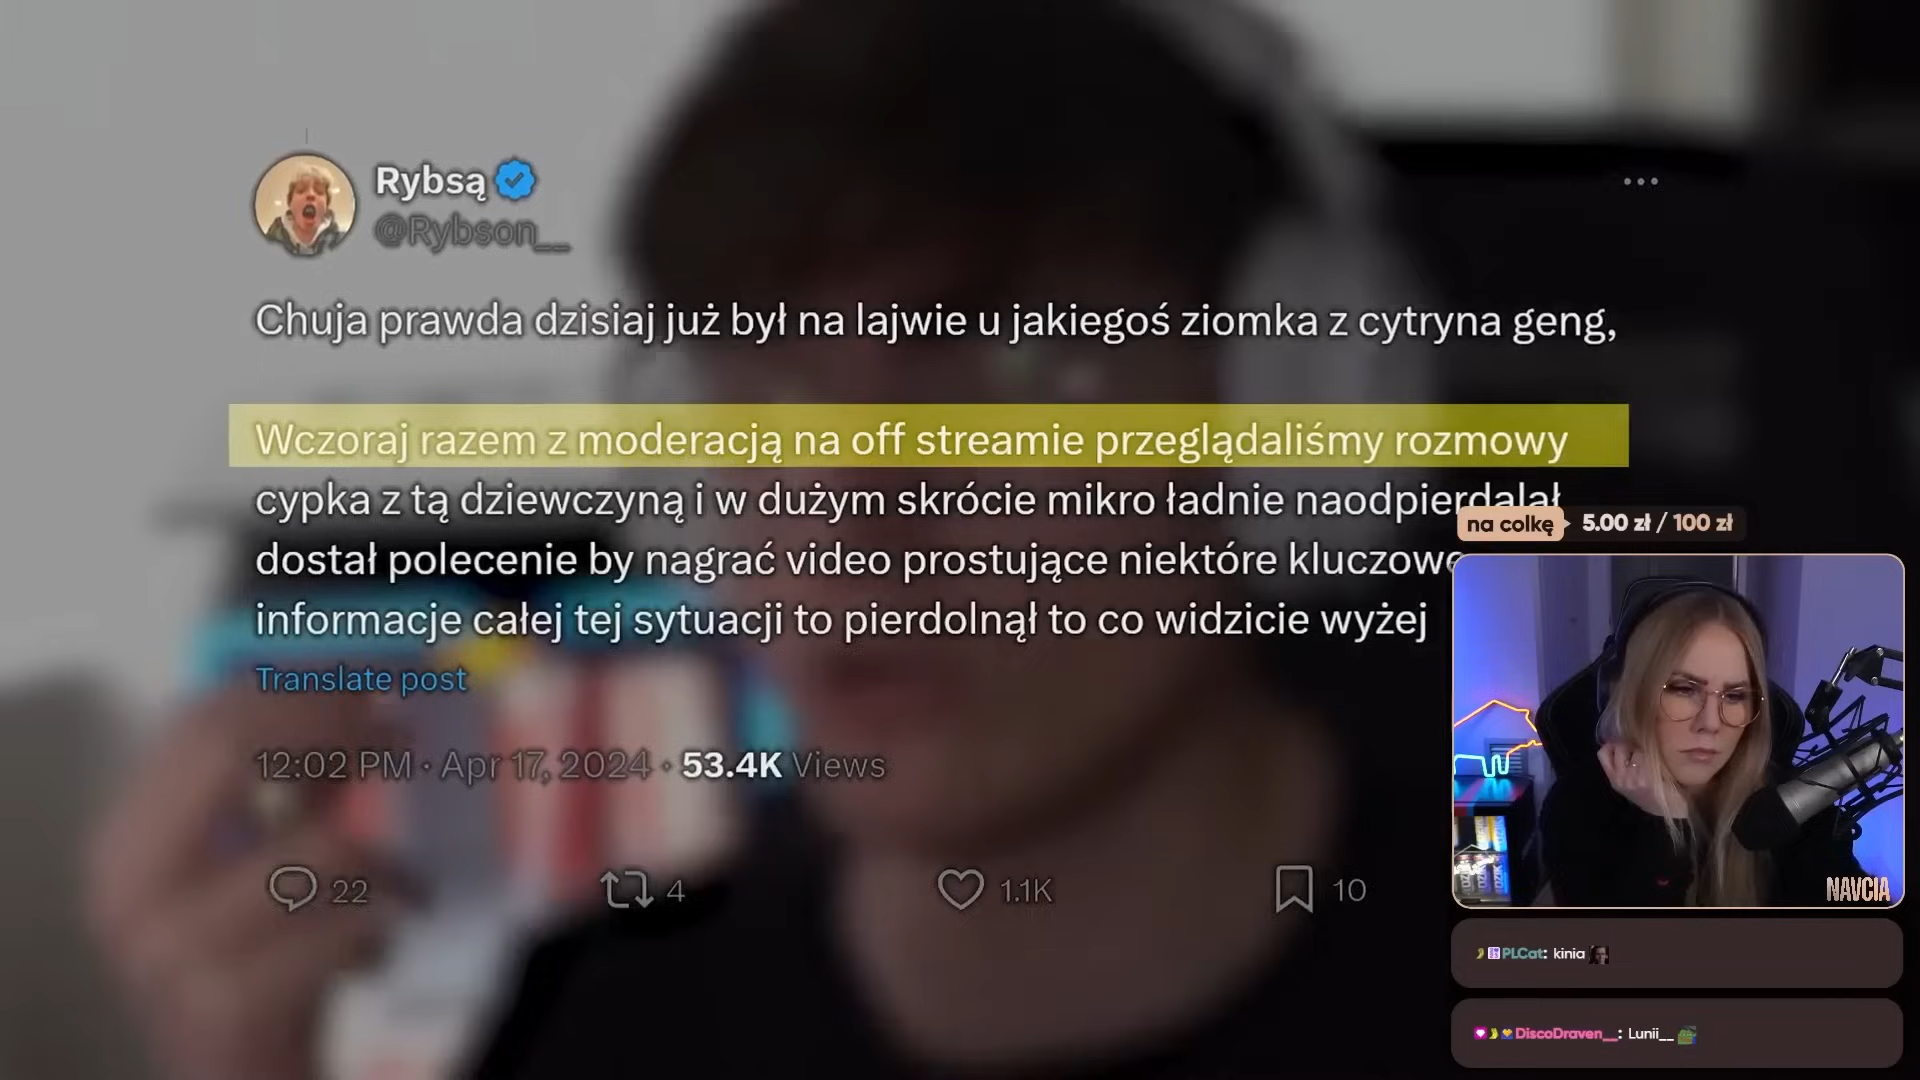 Rybsą
@Rybson__
Chuja prawda dzisiaj już był na lajwie u jakiegoś ziomka z cytryna geng,
Wczoraj razem z moderacją na off streamie przeglądaliśmy rozmowy
cypka z tą dziewczyną i w dużym skrócie mikro ładnie naodpierdalał
dostał polecenie by nagrać video prostujące niektóre kluczowe
informacje całej tej sytuacji to pierdolnął to co widzicie wyżej
Translate post
12:02 PM · Apr 17, 2024 · 53.4K Views
22 4 1.1K 10
na colkę 5.00 zł / 100 zł
NAVCIA
PLCat: kinia
DiscoDraven__: Lunii__